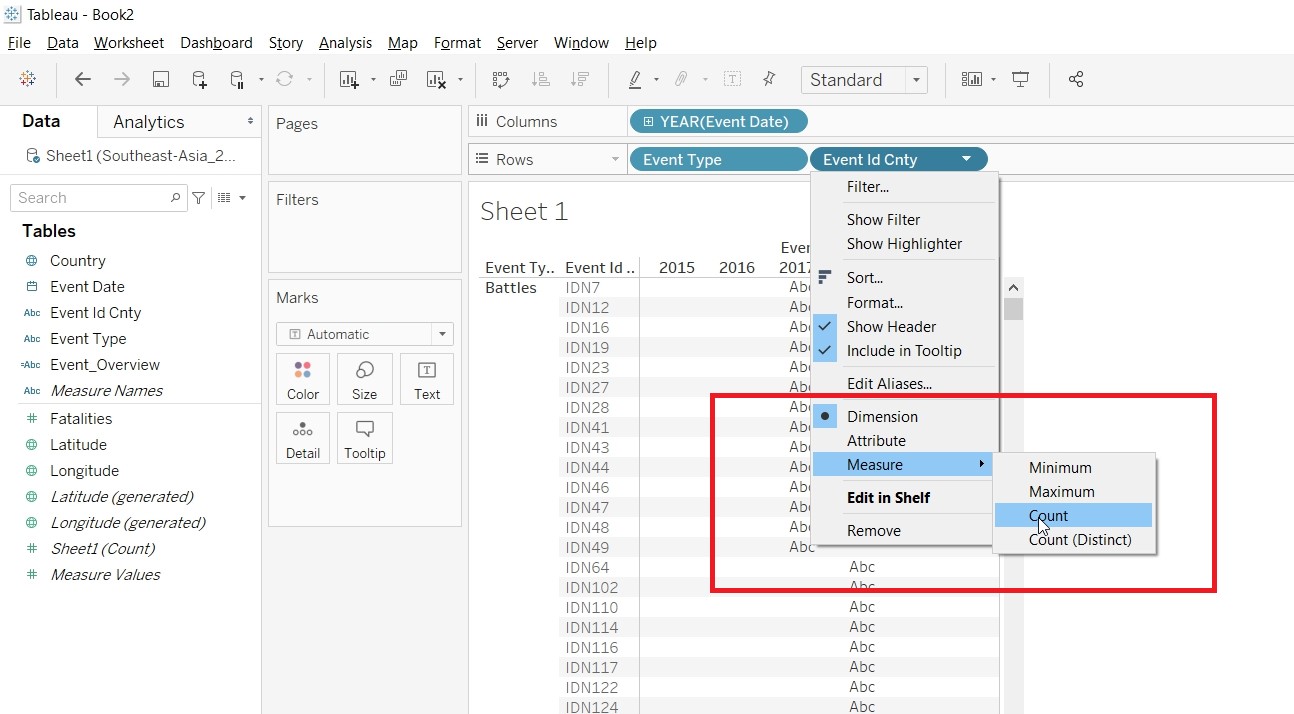 Tableau - Book2
File Data Worksheet Dashboard Story Analysis Map Format Server Window Help
Standard
Data Analytics
Sheet1 (Southeast-Asia_2...
Search
Tables
Country
Event Date
Abc Event Id Cnty
Abc Event Type
=Abc Event_Overview
Abc Measure Names
Fatalities
Latitude
Longitude
Latitude (generated)
Longitude (generated)
Sheet1 (Count)
Measure Values
Pages
Filters
Marks
Automatic
Color Size Text
Detail Tooltip
Columns YEAR(Event Date)
Rows Event Type Event Id Cnty
Sheet 1
Event Ty.. Event Id .. 2015 2016 2017
Battles IDN7 Abc
IDN12 Abc
IDN16 Abc
IDN19 Abc
IDN23 Abc
IDN27 Abc
IDN28 Abc
IDN41 Abc
IDN43 Abc
IDN44 Abc
IDN46 Abc
IDN47 Abc
IDN48 Abc
IDN49 Abc
IDN64 Abc
IDN102 Abc
IDN110 Abc
IDN114 Abc
IDN116 Abc
IDN117 Abc
IDN122 Abc
IDN124 Abc
Filter...
Show Filter
Show Highlighter
Sort...
Format...
Show Header
Include in Tooltip
Edit Aliases...
Dimension
Attribute
Measure
Edit in Shelf
Remove
Minimum
Maximum
Count
Count (Distinct)